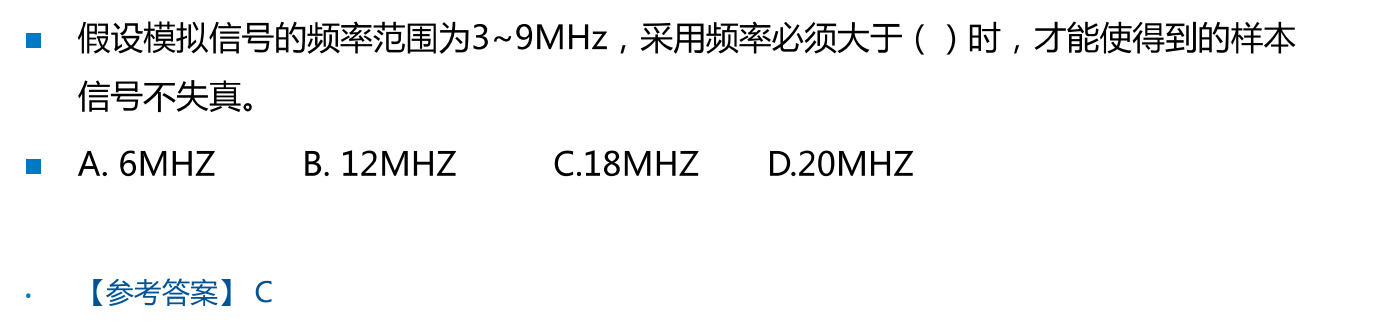 假设模拟信号的频率范围为3~9MHz，采用频率必须大于（ ）时，才能使得到的样本
信号不失真。
A. 6MHZ B. 12MHZ C.18MHZ D.20MHZ
【参考答案】 C